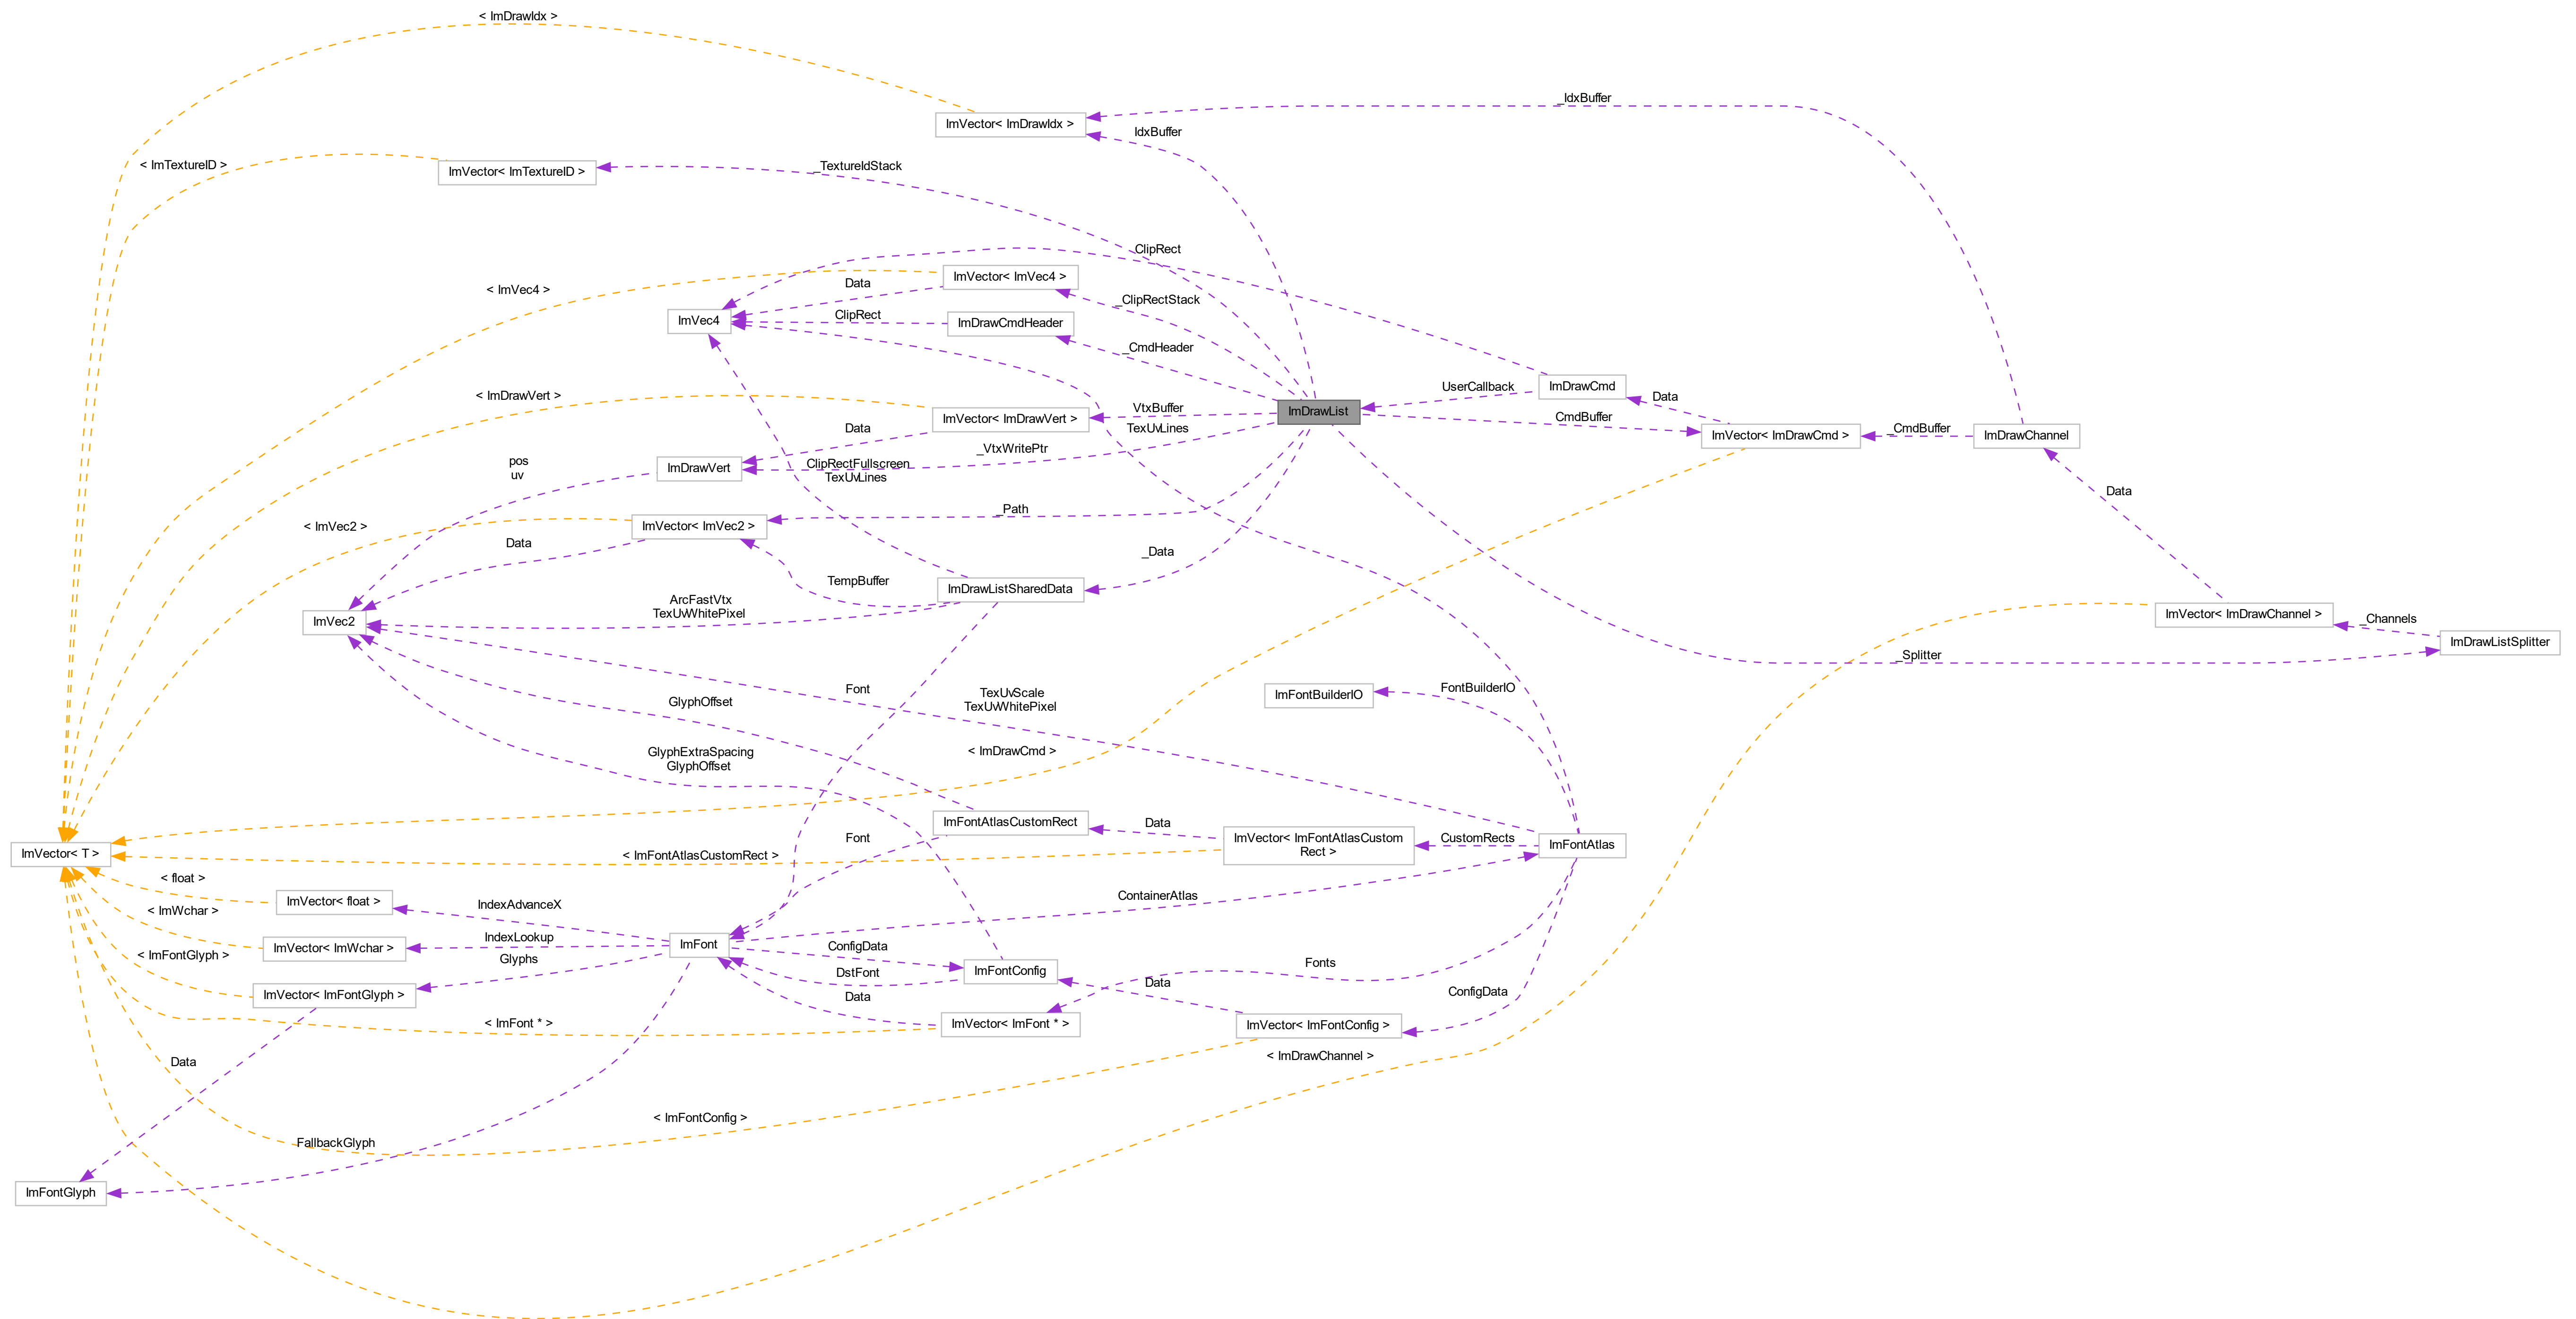 < ImDrawIdx >
_IdxBuffer
ImVector< ImDrawIdx >
IdxBuffer
< ImTextureID >
ImVector< ImTextureID >
_TextureIdStack
ClipRect
ImVector< ImVec4 >
< ImVec4 >
Data
_ClipRectStack
ImVec4
ClipRect
ImDrawCmdHeader
_CmdHeader
< ImDrawVert >
UserCallback
ImDrawCmd
Data
ImVector< ImDrawVert >
VtxBuffer
ImDrawList
CmdBuffer
Data
TexUvLines
ImVector< ImDrawCmd >
_CmdBuffer
ImDrawChannel
_VtxWritePtr
pos
uv
ImDrawVert
ClipRectFullscreen
TexUvLines
Data
< ImVec2 >
ImVector< ImVec2 >
_Path
Data
_Data
TempBuffer
ImDrawListSharedData
ArcFastVtx
TexUvWhitePixel
ImVec2
ImVector< ImDrawChannel >
_Channels
ImDrawListSplitter
_Splitter
GlyphOffset
Font
TexUvScale
TexUvWhitePixel
ImFontBuilderIO
FontBuilderIO
GlyphExtraSpacing
GlyphOffset
< ImDrawCmd >
ImFontAtlasCustomRect
Data
ImVector< ImFontAtlasCustom
Rect >
CustomRects
ImFontAtlas
ImVector< T >
< ImFontAtlasCustomRect >
Font
< float >
ImVector< float >
IndexAdvanceX
ContainerAtlas
< ImWchar >
ImVector< ImWchar >
IndexLookup
ImFont
ConfigData
< ImFontGlyph >
Glyphs
DstFont
ImFontConfig
Fonts
ImVector< ImFontGlyph >
Data
Data
ConfigData
< ImFont * >
ImVector< ImFont * >
ImVector< ImFontConfig >
Data
< ImDrawChannel >
< ImFontConfig >
FallbackGlyph
ImFontGlyph